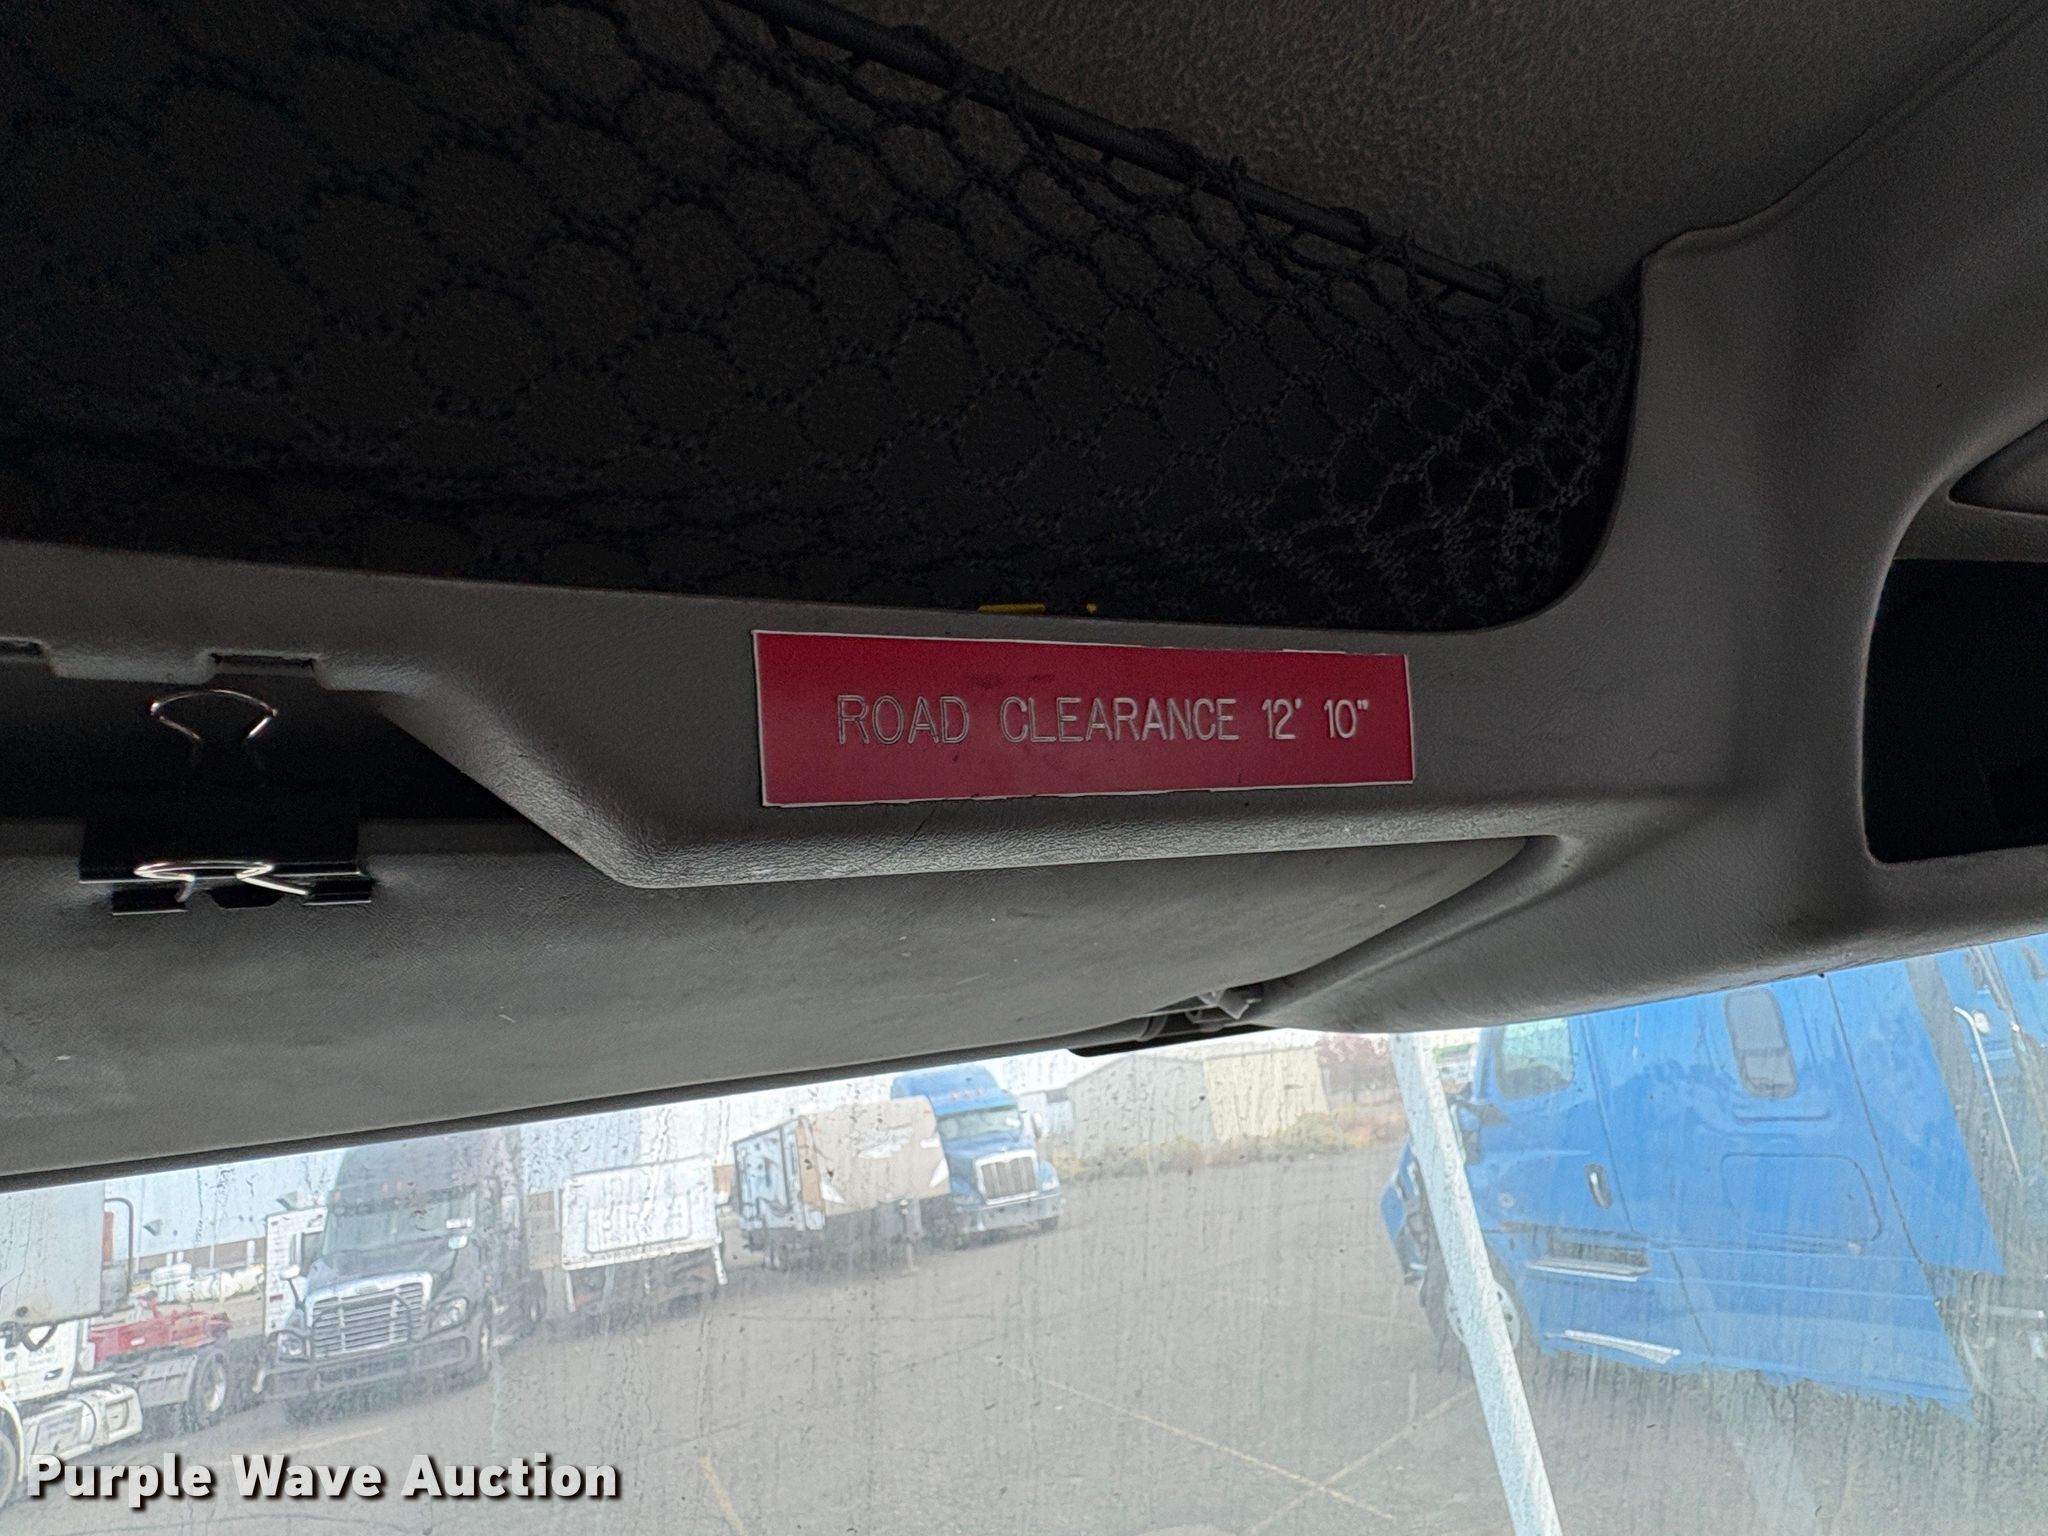 ROAD CLEARANCE 12' 10"
Purple Wave Auction